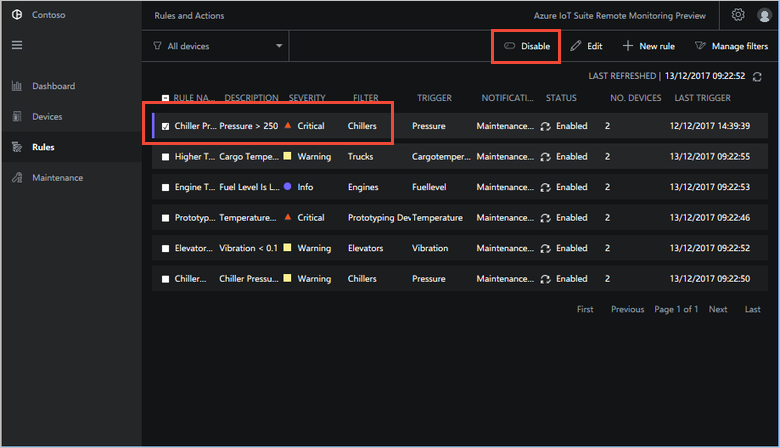 Contoso
Rules and Actions
Azure IoT Suite Remote Monitoring Preview
All devices
Disable
Edit
New rule
Manage filters
LAST REFRESHED | 13/12/2017 09:22:52
Dashboard
Devices
Rules
Maintenance
RULE NA... DESCRIPTION SEVERITY FILTER TRIGGER NOTIFICATI... STATUS NO. DEVICES LAST TRIGGER
Chiller Pr... Pressure > 250 Critical Chillers Pressure Maintenance... Enabled 2 12/12/2017 14:39:39
Higher T... Cargo Tempe... Warning Trucks Cargotemper... Maintenance... Enabled 2 13/12/2017 09:22:55
Engine T... Fuel Level Is L... Info Engines Fuellevel Maintenance... Enabled 2 13/12/2017 09:22:53
Prototyp... Temperature... Critical Prototyping Dev Temperature Maintenance... Enabled 2 13/12/2017 09:22:46
Elevator... Vibration < 0.1 Warning Elevators Vibration Maintenance... Enabled 2 13/12/2017 09:22:52
Chiller... Chiller Pressu... Warning Chillers Pressure Maintenance... Enabled 2 13/12/2017 09:22:50
First Previous Page 1 of 1 Next Last